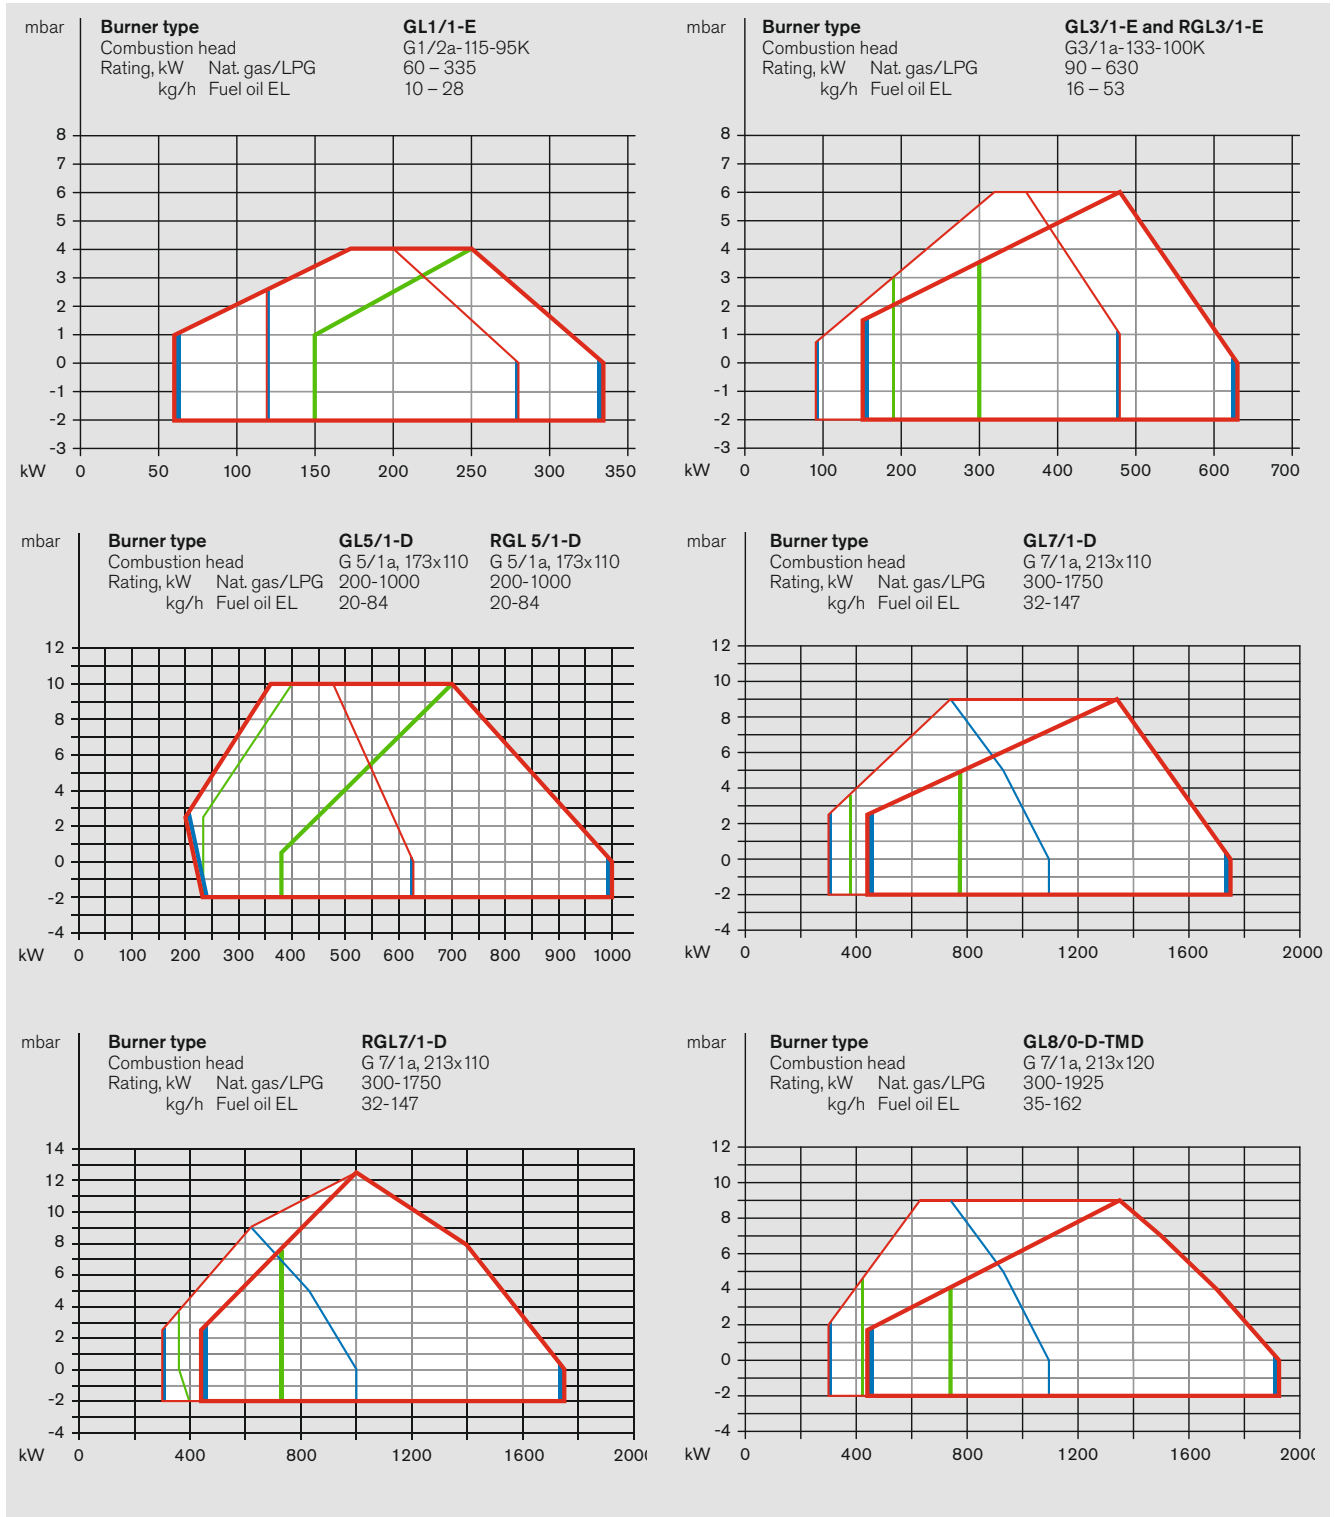 mbar Burner type GL1/1-E
Combustion head G1/2a-115-95K
Rating, kW Nat. gas/LPG 60 – 335
kg/h Fuel oil EL 10 – 28
8
7
6
5
4
3
2
1
0
-1
-2
-3
kW 0 50 100 150 200 250 300 350
mbar Burner type GL3/1-E and RGL3/1-E
Combustion head G3/1a-133-100K
Rating, kW Nat. gas/LPG 90 – 630
kg/h Fuel oil EL 16 – 53
8
7
6
5
4
3
2
1
0
-1
-2
-3
kW 0 100 200 300 400 500 600 700
mbar Burner type GL5/1-D RGL 5/1-D
Combustion head G 5/1a, 173x110 G 5/1a, 173x110
Rating, kW Nat. gas/LPG 200-1000 200-1000
kg/h Fuel oil EL 20-84 20-84
12
10
8
6
4
2
0
-2
-4
kW 0 100 200 300 400 500 600 700 800 900 1000
mbar Burner type GL7/1-D
Combustion head G 7/1a, 213x110
Rating, kW Nat. gas/LPG 300-1750
kg/h Fuel oil EL 32-147
12
10
8
6
4
2
0
-2
-4
kW 0 400 800 1200 1600 2000
mbar Burner type RGL7/1-D
Combustion head G 7/1a, 213x110
Rating, kW Nat. gas/LPG 300-1750
kg/h Fuel oil EL 32-147
14
12
10
8
6
4
2
0
-2
-4
kW 0 400 800 1200 1600 2000
mbar Burner type GL8/0-D-TMD
Combustion head G 7/1a, 213x120
Rating, kW Nat. gas/LPG 300-1925
kg/h Fuel oil EL 35-162
12
10
8
6
4
2
0
-2
-4
kW 0 400 800 1200 1600 2000